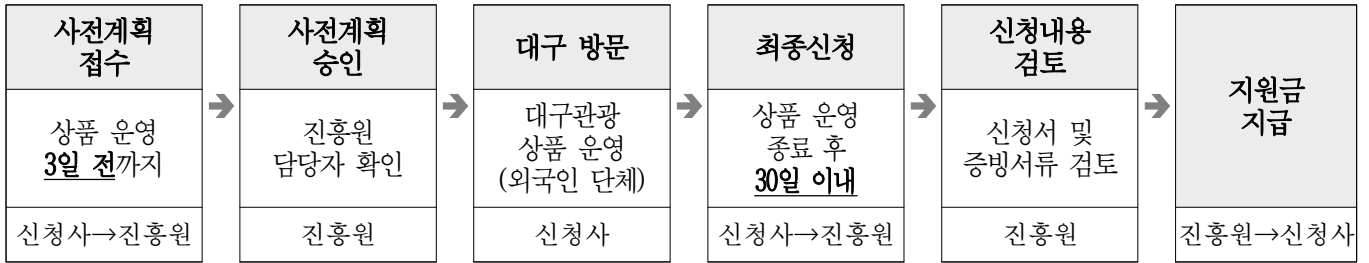 사전계획
접수
상품 운영
3일 전까지
신청사→진흥원
사전계획
승인
진흥원
담당자 확인
진흥원
대구 방문
대구관광
상품 운영
(외국인 단체)
신청사
최종신청
상품 운영
종료 후
30일 이내
신청사→진흥원
신청내용
검토
신청서 및
증빙서류 검토
진흥원
지원금
지급
진흥원→신청사